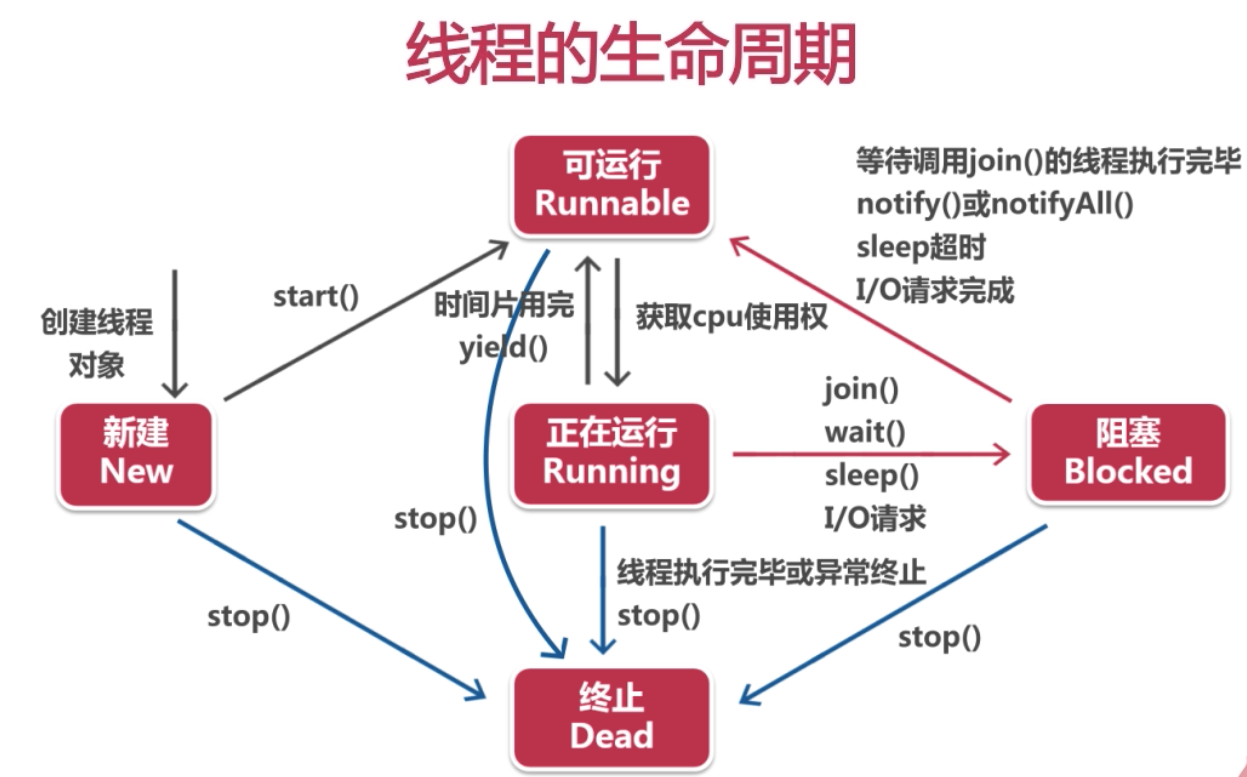 线程的生命周期
可运行
Runnable
等待调用join()的线程执行完毕
notify()或notifyAll()
sleep超时
I/O请求完成
start()
时间片用完
yield()
获取cpu使用权
创建线程
对象
新建
New
正在运行
Running
join()
wait()
sleep()
I/O请求
阻塞
Blocked
stop()
stop()
线程执行完毕或异常终止
stop()
stop()
终止
Dead